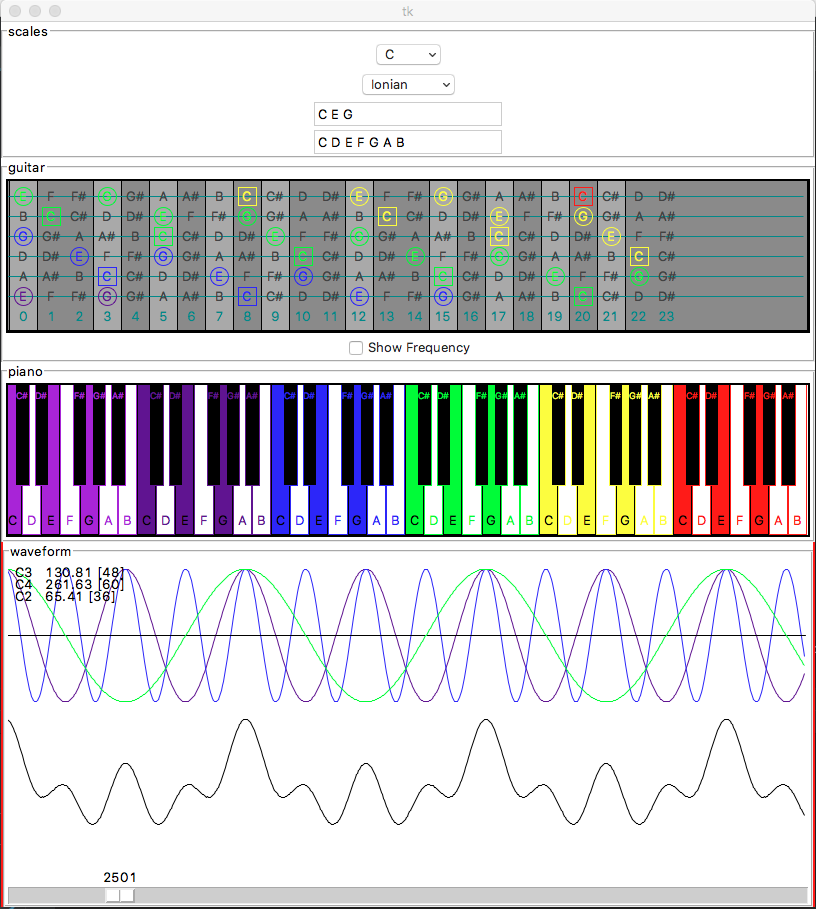 tk
scales
C
Ionian
C E G
C D E F G A B
guitar
E F F# G G# A A# B C C# D D# E F F# G G# A A# B C C# D D#
B C C# D D# E F F# G G# A A# B C C# D D# E F F# G G# A A#
G G# A A# B C C# D D# E F F# G G# A A# B C C# D D# E F F#
D D# E F F# G G# A A# B C C# D D# E F F# G G# A A# B C C#
A A# B C C# D D# E F F# G G# A A# B C C# D D# E F F# G G#
E F F# G G# A A# B C C# D D# E F F# G G# A A# B C C# D D#
0 1 2 3 4 5 6 7 8 9 10 11 12 13 14 15 16 17 18 19 20 21 22 23
Show Frequency
piano
C# D# F# G# A# C# D# F# G# A# C# D# F# G# A# C# D# F# G# A# C# D# F# G# A# C# D# F# G# A#
C D E F G A B C D E F G A B C D E F G A B C D E F G A B C D E F G A B C D E F G A B
waveform
C3 130.81 [48]
C4 261.63 [60]
C2 65.41 [36]
2501